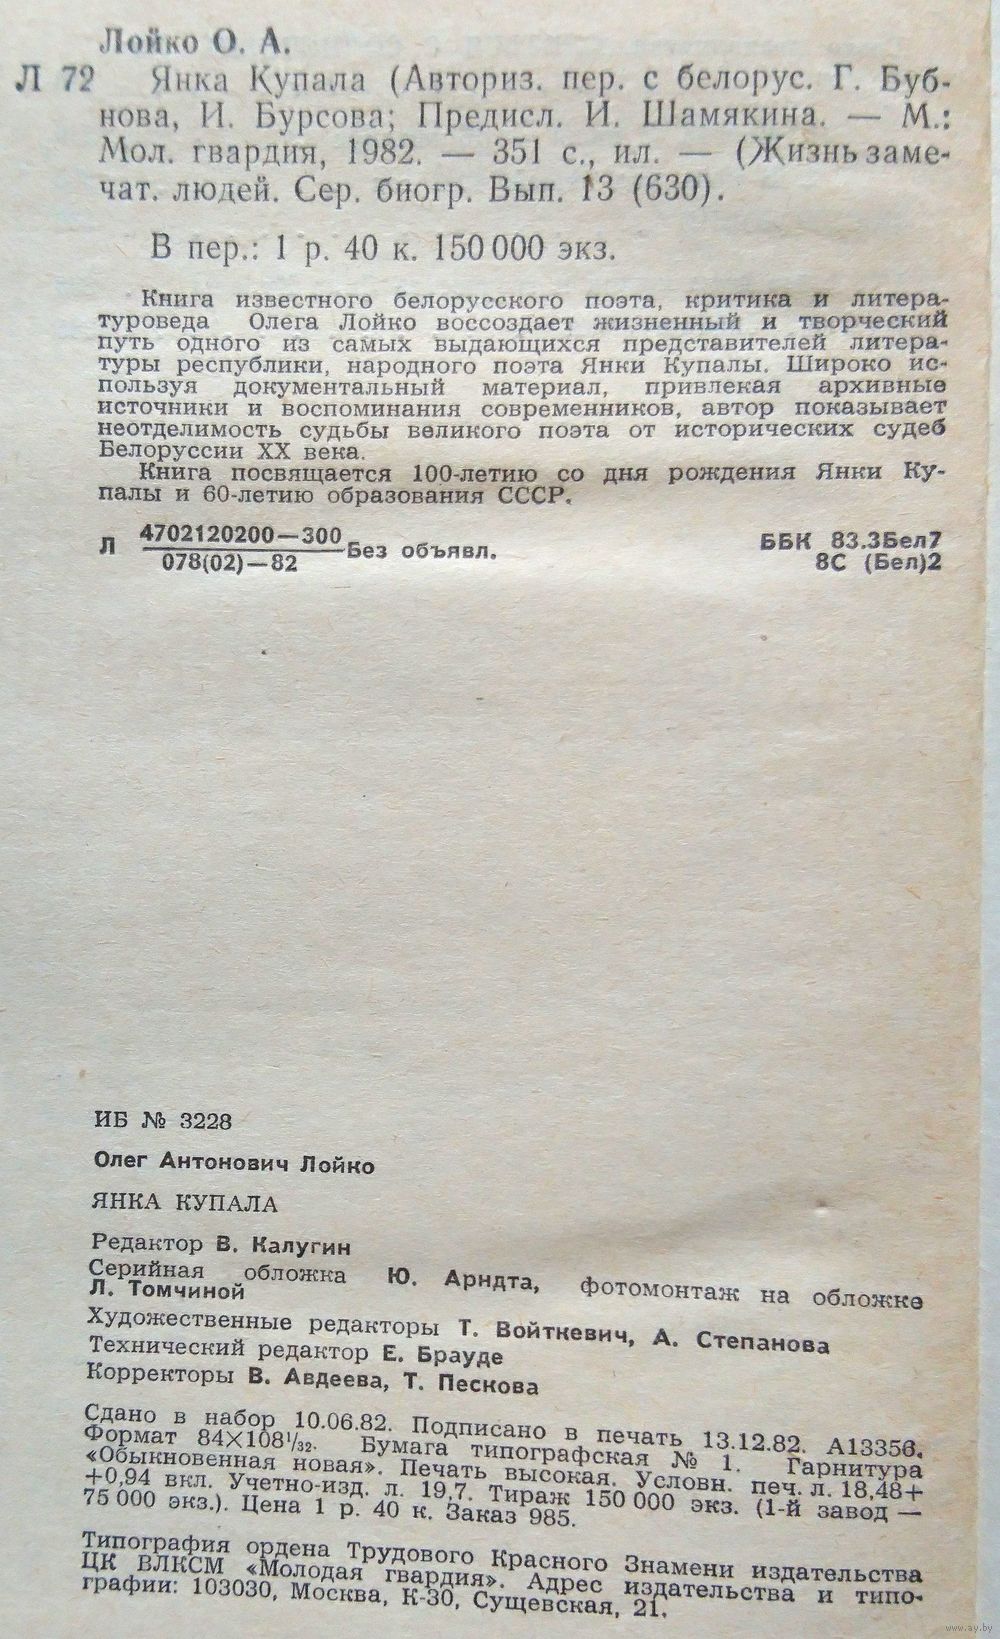 Лойко О. А.
Л 72 Янка Купала (Авториз. пер. с белорус. Г. Буб-
нова, И. Бурсова; Предисл. И. Шамякина. — М.:
Мол. гвардия, 1982. — 351 с., ил. — (Жизнь заме-
чат. людей. Сер. биогр. Вып. 13 (630).
В пер.: 1 р. 40 к. 150 000 экз.
Книга известного белорусского поэта, критика и литера-
туроведа Олега Лойко воссоздает жизненный и творческий
путь одного из самых выдающихся представителей литера-
туры республики, народного поэта Янки Купалы. Широко ис-
пользуя документальный материал, привлекая архивные
источники и воспоминания современников, автор показывает
неотделимость судьбы великого поэта от исторических судеб
Белоруссии XX века.
Книга посвящается 100-летию со дня рождения Янки Ку-
палы и 60-летию образования СССР.
Л 4702120200—300 Без объявл.
078(02)—82
ББК 83.3Бел7
8С (Бел)2
ИБ № 3228
Олег Антонович Лойко
ЯНКА КУПАЛА
Редактор В. Калугин
Серийная обложка Ю. Арндта, фотомонтаж на обложке
Л. Томчиной
Художественные редакторы Т. Войткевич, А. Степанова
Технический редактор Е. Брауде
Корректоры В. Авдеева, Т. Пескова
Сдано в набор 10.06.82. Подписано в печать 13.12.82. А13356.
Формат 84×108¹/₃₂. Бумага типографская № 1. Гарнитура
«Обыкновенная новая». Печать высокая. Условн. печ. л. 18,48+
+0,94 вкл. Учетно-изд. л. 19,7. Тираж 150 000 экз. (1-й завод —
75 000 экз.). Цена 1 р. 40 к. Заказ 985.
Типография ордена Трудового Красного Знамени издательства
ЦК ВЛКСМ «Молодая гвардия». Адрес издательства и типо-
графии: 103030, Москва, К-30, Сущевская, 21.
www.ay.by